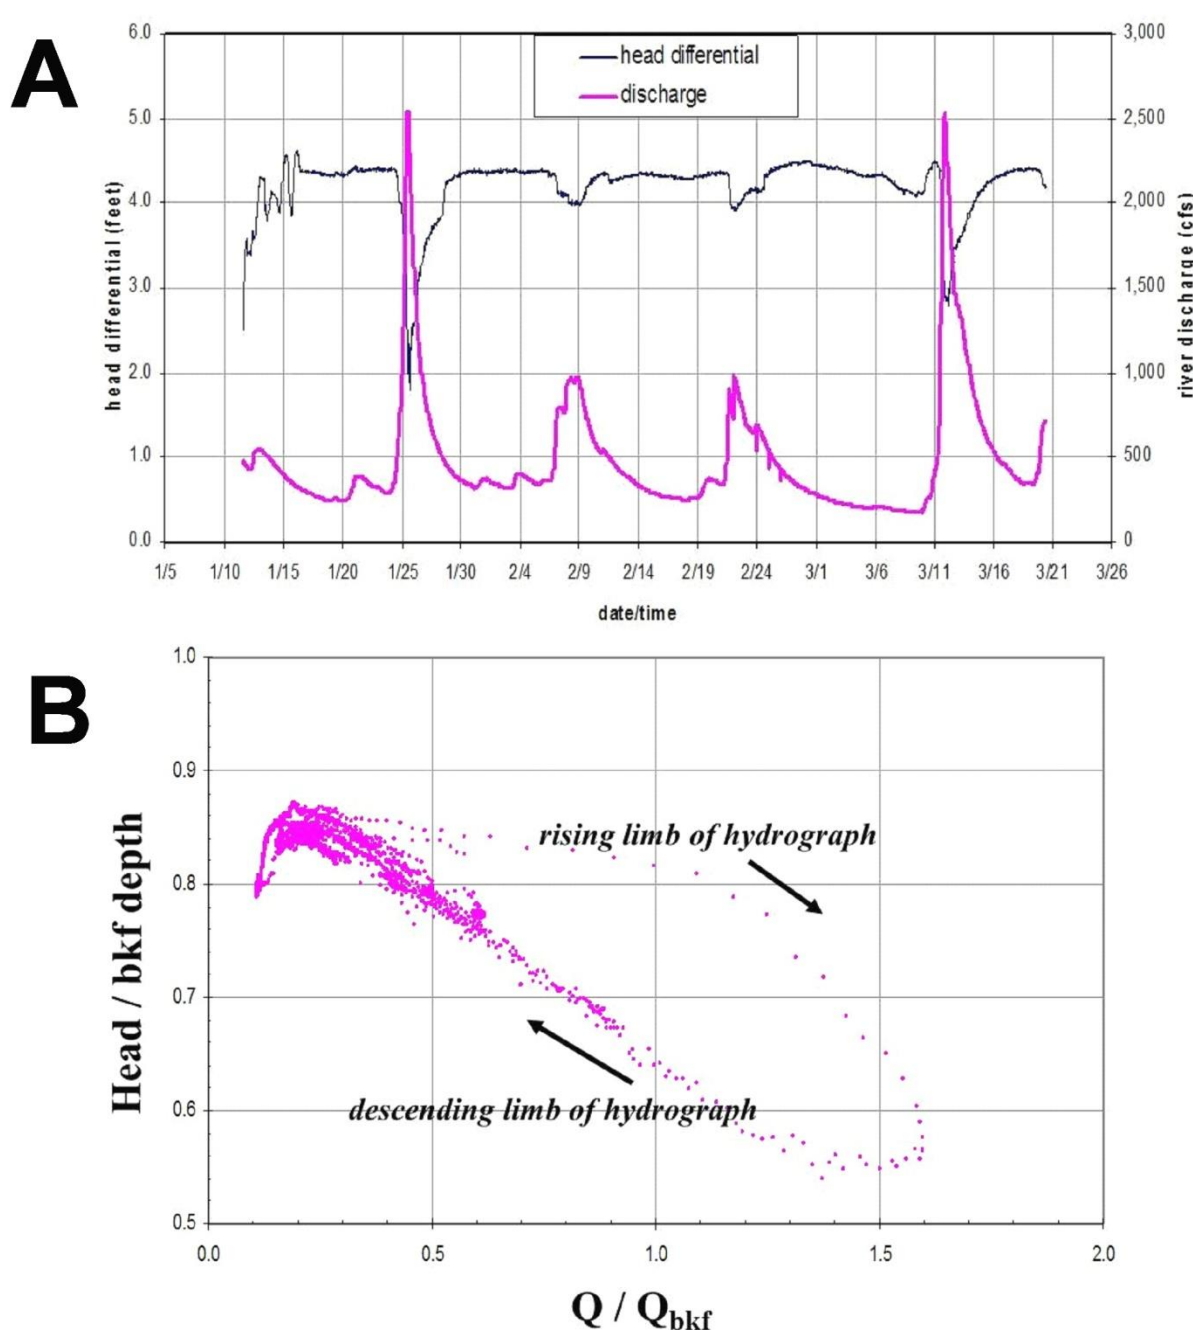 A
6.0
5.0
4.0
3.0
2.0
1.0
0.0
head differential (feet)
head differential
discharge
3,000
2,500
2,000
1,500
1,000
500
0
river discharge (cfs)
1/5 1/10 1/15 1/20 1/25 1/30 2/4 2/9 2/14 2/19 2/24 3/1 3/6 3/11 3/16 3/21 3/26
date/time
B
1.0
0.9
0.8
0.7
0.6
0.5
Head / bkf depth
rising limb of hydrograph
descending limb of hydrograph
0.0 0.5 1.0 1.5 2.0
Q / Qbkf